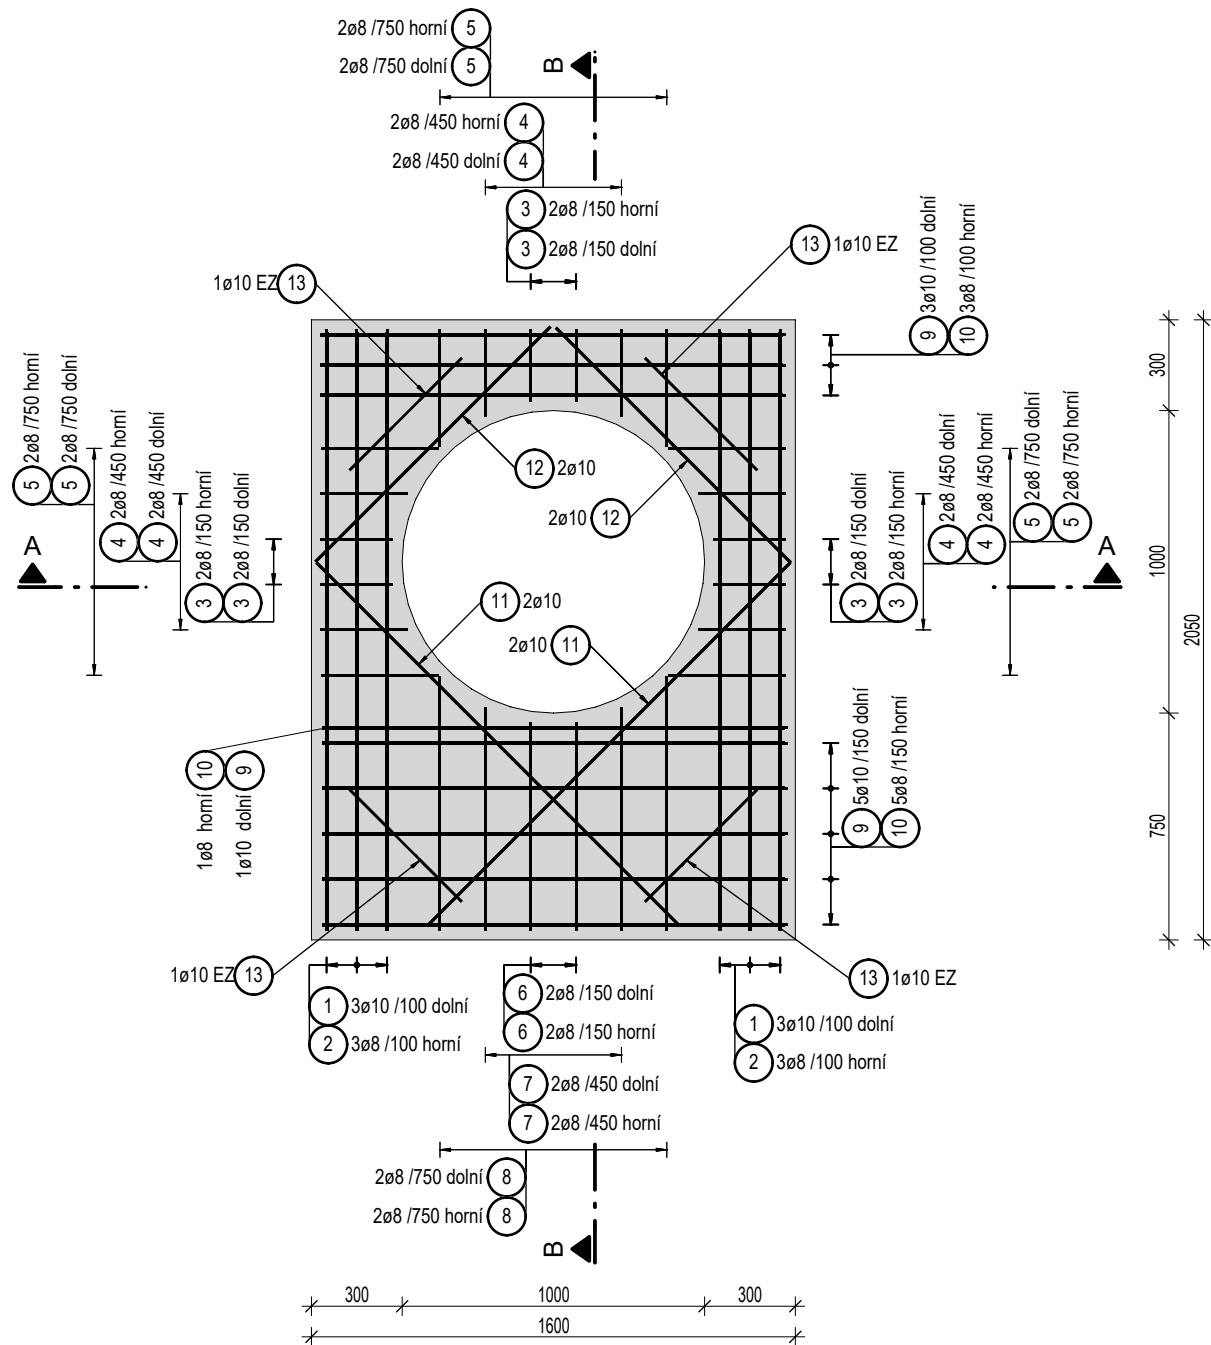 2ø8 /750 horní 5
2ø8 /750 dolní 5
B
2ø8 /450 horní 4
2ø8 /450 dolní 4
3 2ø8 /150 horní
3 2ø8 /150 dolní
1ø10 EZ 13
13 1ø10 EZ
9 3ø10 /100 dolní
10 3ø8 /100 horní
5 2ø8 /750 horní
5 2ø8 /750 dolní
4 2ø8 /450 horní
4 2ø8 /450 dolní
3 2ø8 /150 horní
3 2ø8 /150 dolní
A
12 2ø10
2ø10 12
11 2ø10
2ø10 11
3 2ø8 /150 dolní
3 2ø8 /150 horní
4 2ø8 /450 dolní
4 2ø8 /450 horní
5 2ø8 /750 dolní
5 2ø8 /750 horní
A
300
1000
750
2050
1ø8 horní 10
1ø10 dolní 9
9 5ø10 /150 dolní
10 5ø8 /150 horní
1ø10 EZ 13
13 1ø10 EZ
1 3ø10 /100 dolní
2 3ø8 /100 horní
6 2ø8 /150 dolní
6 2ø8 /150 horní
1 3ø10 /100 dolní
2 3ø8 /100 horní
7 2ø8 /450 dolní
7 2ø8 /450 horní
2ø8 /750 dolní 8
2ø8 /750 horní 8
B
300 1000 300
1600